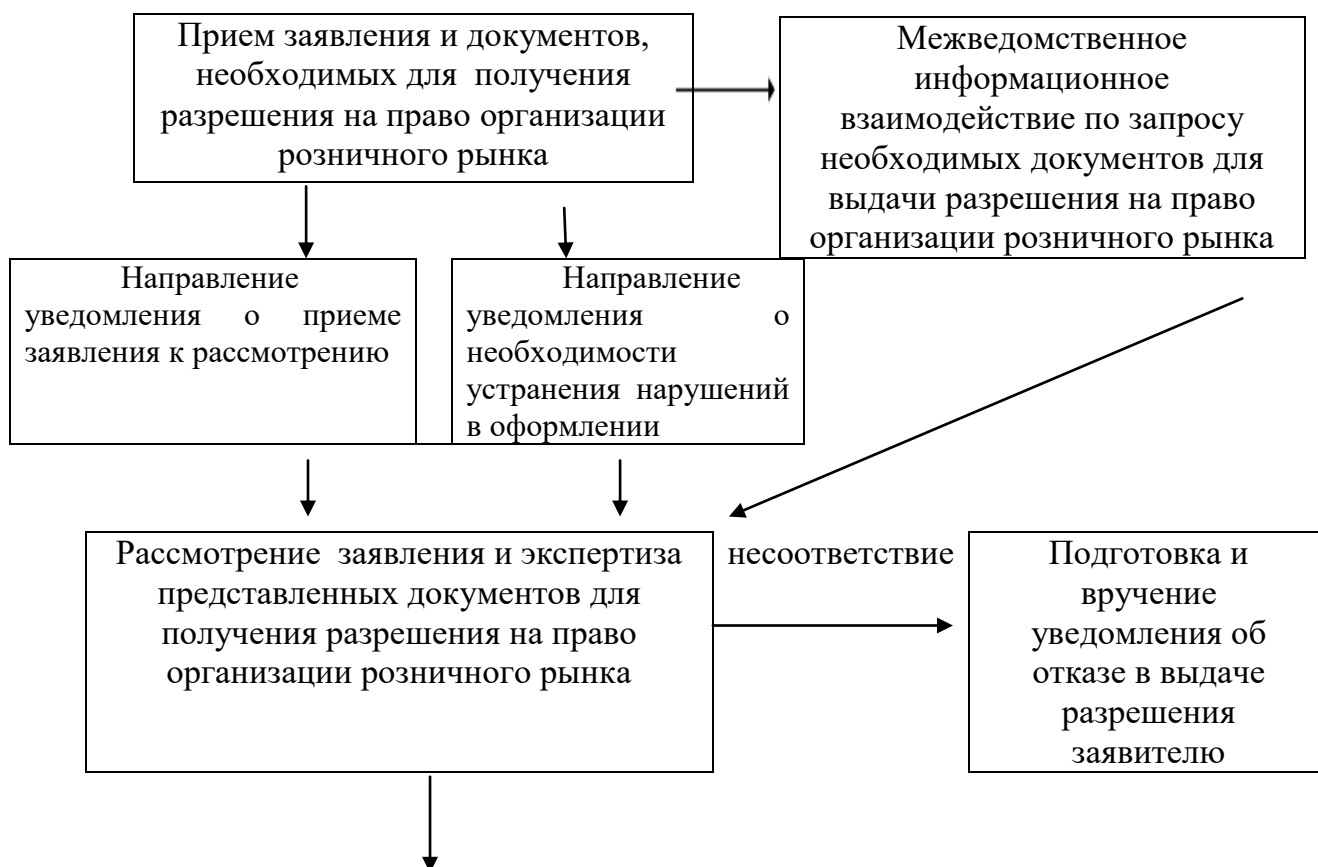 Прием заявления и документов,
необходимых для получения
разрешения на право организации
розничного рынка
Межведомственное
информационное
взаимодействие по запросу
необходимых документов для
выдачи разрешения на право
организации розничного рынка
Направление
уведомления о приеме
заявления к рассмотрению
Направление
уведомления о
необходимости
устранения нарушений
в оформлении
Рассмотрение заявления и экспертиза
представленных документов для
получения разрешения на право
организации розничного рынка
несоответствие
Подготовка и
вручение
уведомления об
отказе в выдаче
разрешения
заявителю